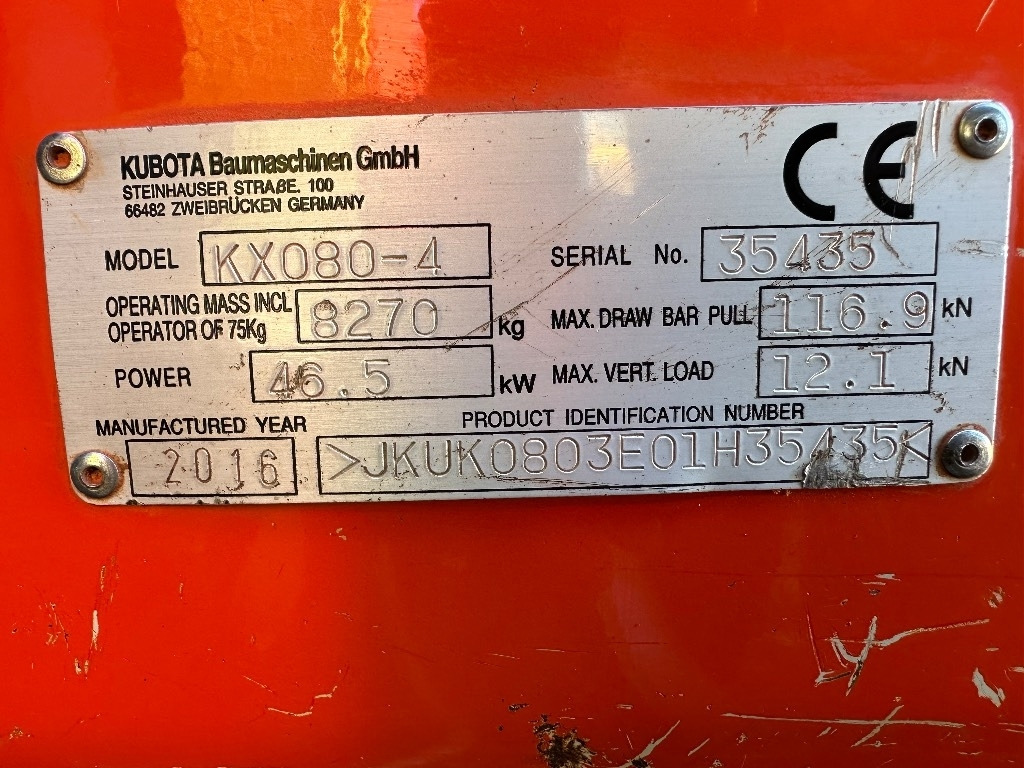 KUBOTA Baumaschinen GmbH
STEINHAUSER STRAßE. 100
66482 ZWEIBRÜCKEN GERMANY
CE
MODEL KX080-4 SERIAL No. 35435
OPERATING MASS INCL
OPERATOR OF 75Kg 8270 kg MAX. DRAW BAR PULL 116.9 kN
POWER 46.5 kW MAX. VERT. LOAD 12.1 kN
MANUFACTURED YEAR PRODUCT IDENTIFICATION NUMBER
2016 >JKUK0803E01H35435<